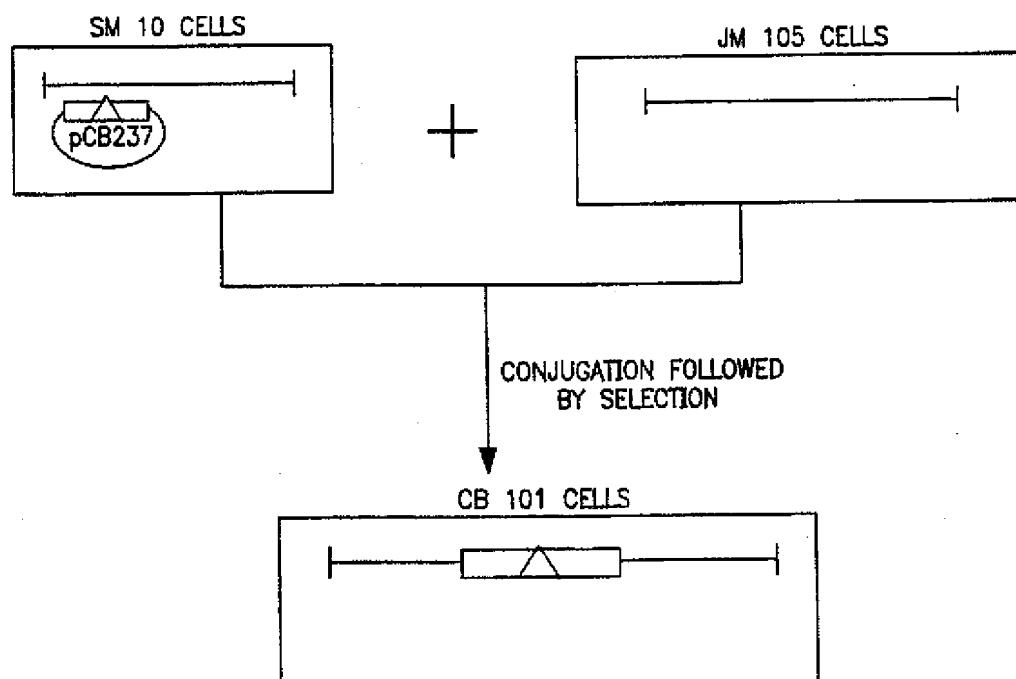 SM 10 CELLS
JM 105 CELLS
pCB237
CONJUGATION FOLLOWED
BY SELECTION
CB 101 CELLS